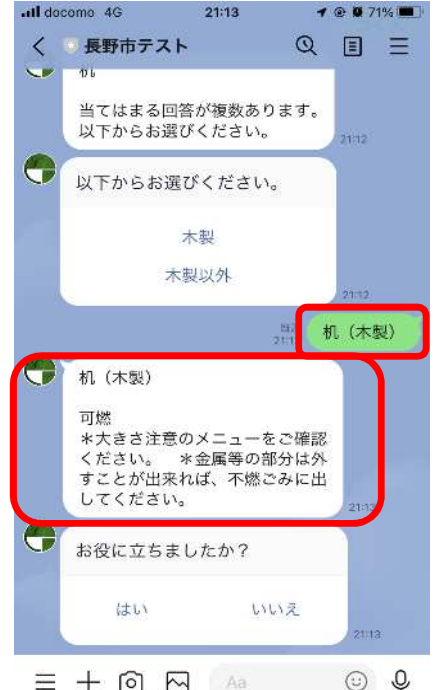 docomo 4G 21:13 71%
長野市テスト
机
当てはまる回答が複数あります。
以下からお選びください。
21:12
以下からお選びください。
木製
木製以外
21:12
机（木製）
机（木製）
可燃
＊大きさ注意のメニューをご確認
ください。　＊金属等の部分は外
すことが出来れば、不燃ごみに出
してください。
21:13
お役に立ちましたか？
はい いいえ
21:13
Aa